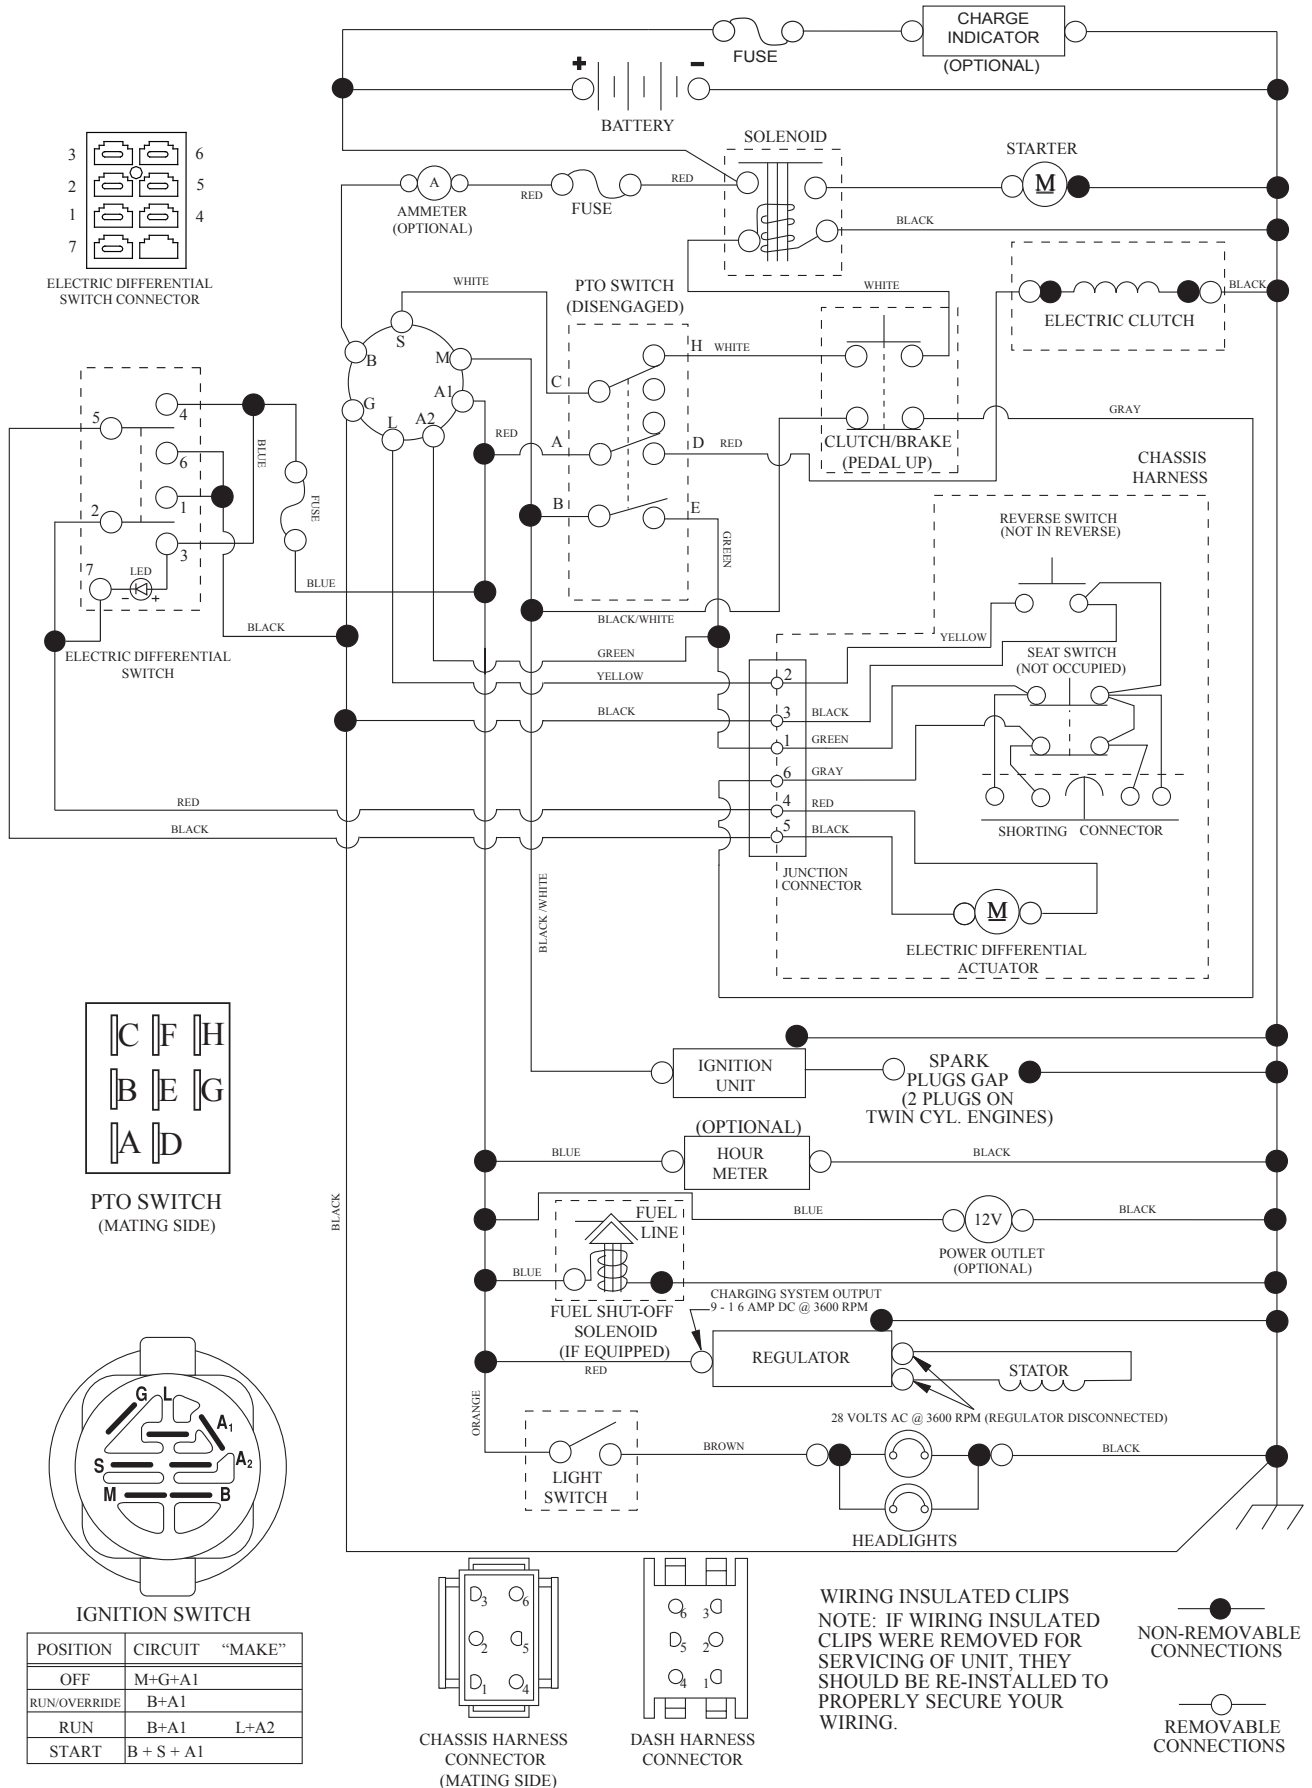 CHARGE
INDICATOR
(OPTIONAL)
FUSE
+ -
BATTERY
SOLENOID
STARTER
M
A
AMMETER
(OPTIONAL)
RED
FUSE
RED
BLACK
3 6
2 5
1 4
7
ELECTRIC DIFFERENTIAL
SWITCH CONNECTOR
WHITE
PTO SWITCH
(DISENGAGED)
WHITE
BLACK
ELECTRIC CLUTCH
S
B
M
A1
G
L
A2
C
H
WHITE
RED
A
D
RED
B
E
CLUTCH/BRAKE
(PEDAL UP)
GRAY
CHASSIS
HARNESS
5
4
6
2
1
3
7
LED
- +
BLUE
FUSE
BLUE
BLACK
ELECTRIC DIFFERENTIAL
SWITCH
GREEN
BLACK/WHITE
GREEN
YELLOW
BLACK
REVERSE SWITCH
(NOT IN REVERSE)
YELLOW
SEAT SWITCH
(NOT OCCUPIED)
2
3
BLACK
1
GREEN
6
GRAY
4
RED
5
BLACK
RED
BLACK
SHORTING CONNECTOR
JUNCTION
CONNECTOR
M
ELECTRIC DIFFERENTIAL
ACTUATOR
BLACK /WHITE
C F H
B E G
A D
PTO SWITCH
(MATING SIDE)
IGNITION
UNIT
SPARK
PLUGS GAP
(2 PLUGS ON
TWIN CYL. ENGINES)
(OPTIONAL)
HOUR
METER
BLUE
BLACK
BLACK
FUEL
LINE
BLUE
12V
BLACK
POWER OUTLET
(OPTIONAL)
BLUE
FUEL SHUT-OFF
SOLENOID
(IF EQUIPPED)
CHARGING SYSTEM OUTPUT
9 - 1 6 AMP DC @ 3600 RPM
RED
REGULATOR
STATOR
28 VOLTS AC @ 3600 RPM (REGULATOR DISCONNECTED)
ORANGE
LIGHT
SWITCH
BROWN
BLACK
HEADLIGHTS
G L
A1
S
A2
M B
IGNITION SWITCH
POSITION CIRCUIT “MAKE”
OFF M+G+A1
RUN/OVERRIDE B+A1
RUN B+A1 L+A2
START B + S + A1
3 6
2 5
1 4
CHASSIS HARNESS
CONNECTOR
(MATING SIDE)
6 3
5 2
4 1
DASH HARNESS
CONNECTOR
WIRING INSULATED CLIPS
NOTE: IF WIRING INSULATED
CLIPS WERE REMOVED FOR
SERVICING OF UNIT, THEY
SHOULD BE RE-INSTALLED TO
PROPERLY SECURE YOUR
WIRING.
NON-REMOVABLE
CONNECTIONS
REMOVABLE
CONNECTIONS